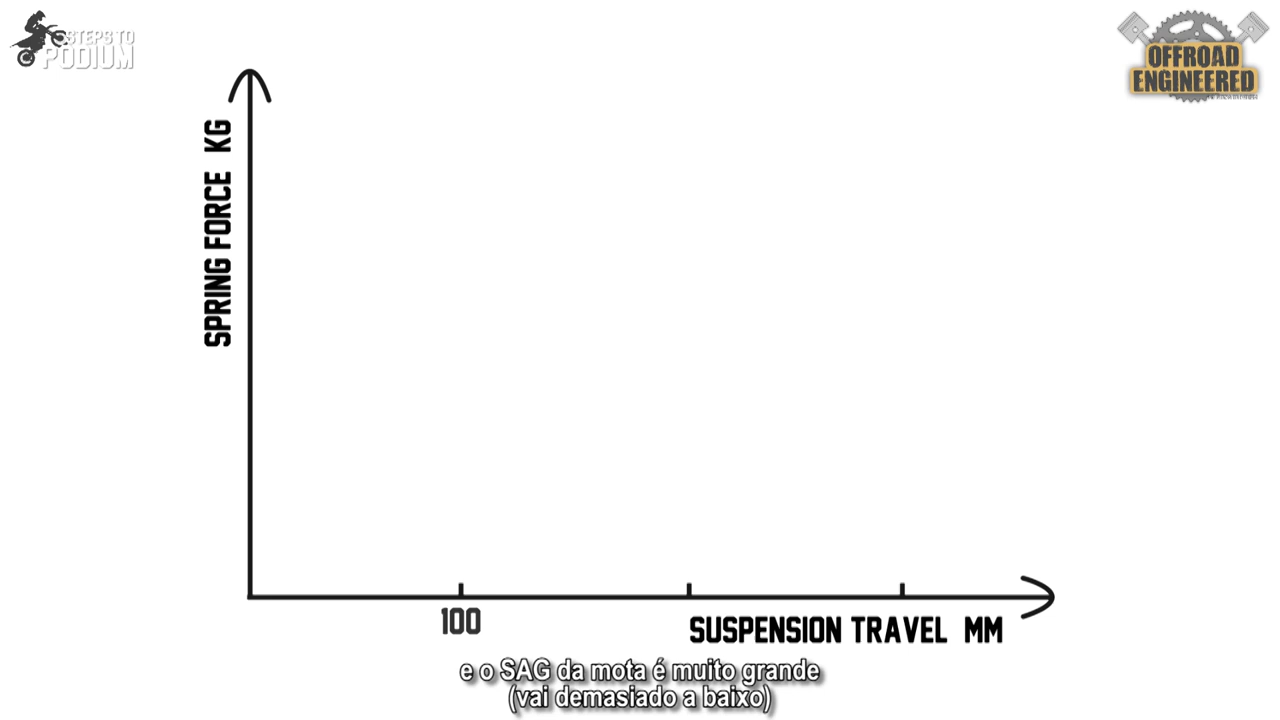 STEPS TO
PODIUM
OFFROAD
ENGINEERED
SPRING FORCE KG
100
SUSPENSION TRAVEL MM
e o SAG da mota é muito grande
(vai demasiado a baixo)